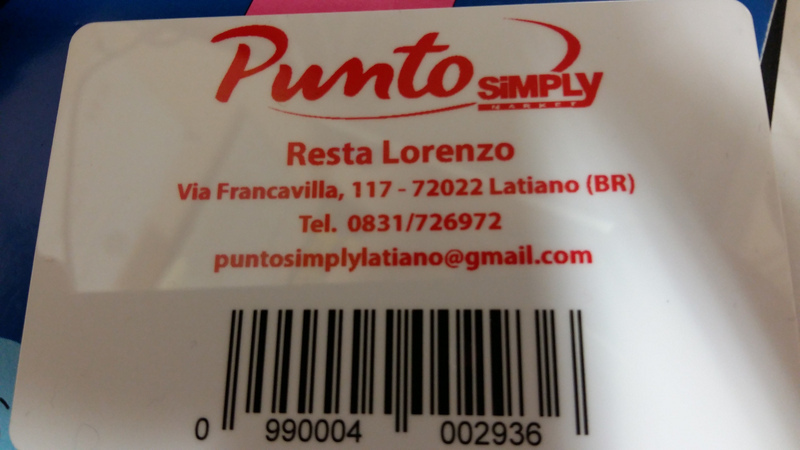 Punto SiMPLY
MARKET
Resta Lorenzo
Via Francavilla, 117 - 72022 Latiano (BR)
Tel. 0831/726972
puntosimplylatiano@gmail.com
0 990004 002936